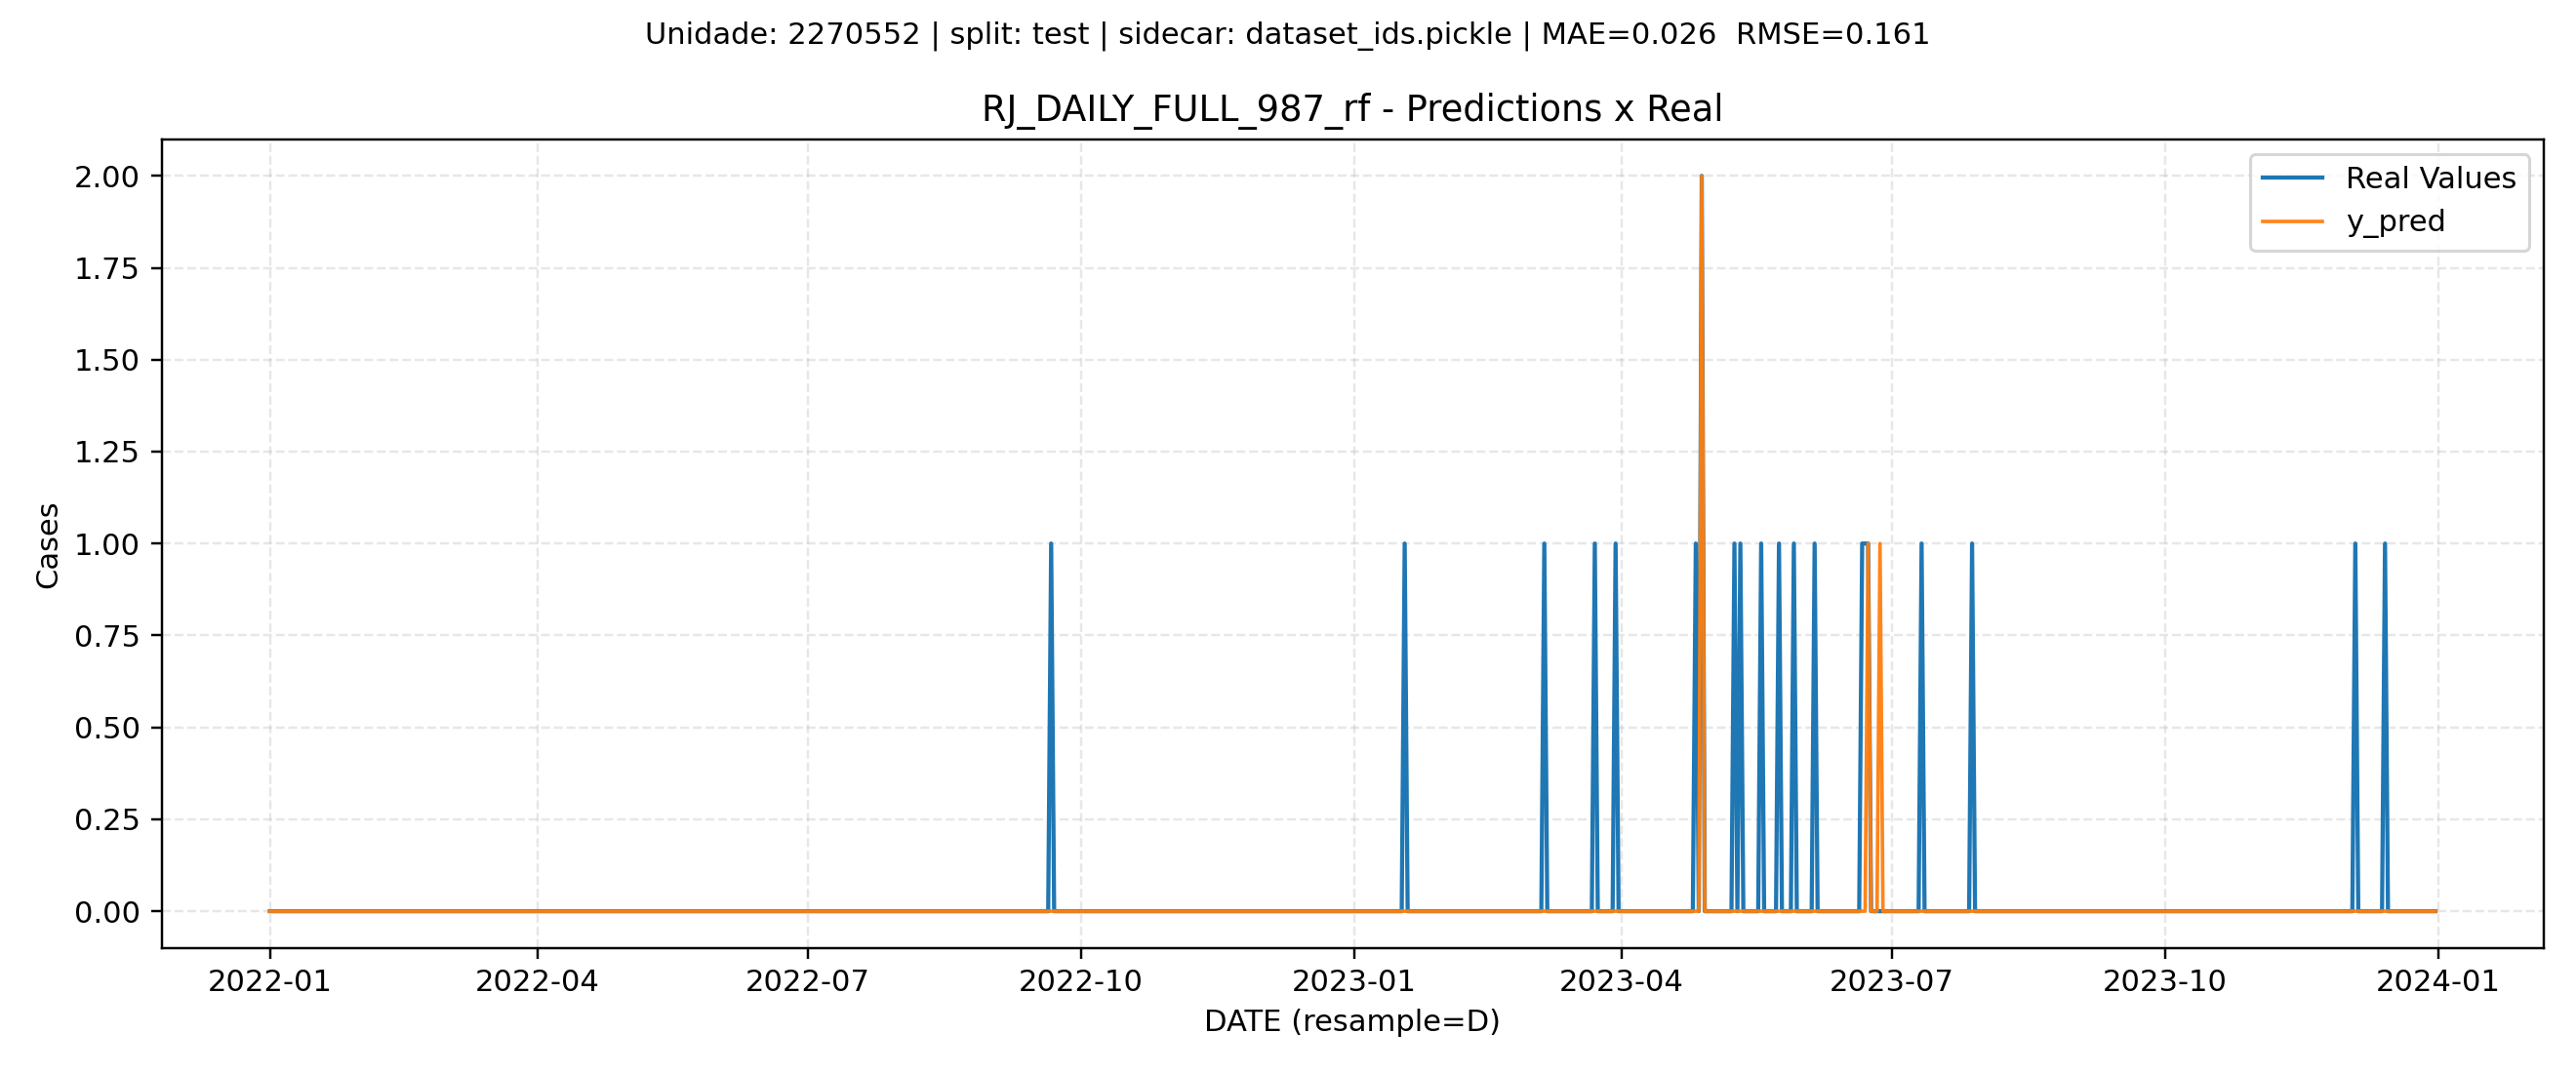 Unidade: 2270552 | split: test | sidecar: dataset_ids.pickle | MAE=0.026  RMSE=0.161
RJ_DAILY_FULL_987_rf - Predictions x Real
Real Values
y_pred
2.00
1.75
1.50
1.25
1.00
0.75
0.50
0.25
0.00
Cases
2022-01 2022-04 2022-07 2022-10 2023-01 2023-04 2023-07 2023-10 2024-01
DATE (resample=D)